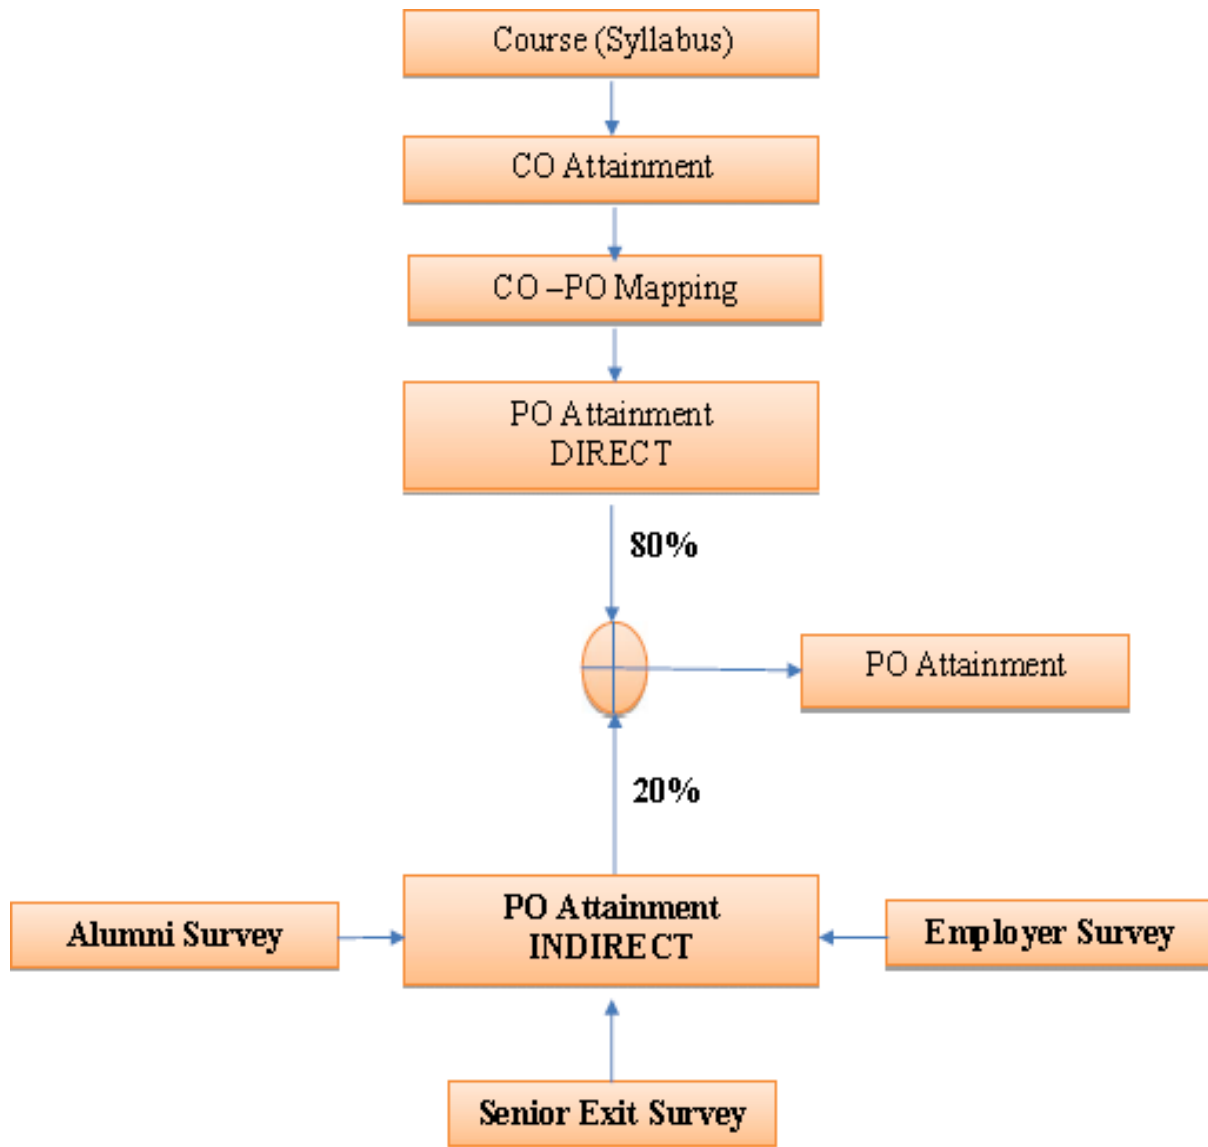 Course (Syllabus)
CO Attainment
CO –PO Mapping
PO Attainment
DIRECT
80%
PO Attainment
20%
PO Attainment
INDIRECT
Alumni Survey
Employer Survey
Senior Exit Survey